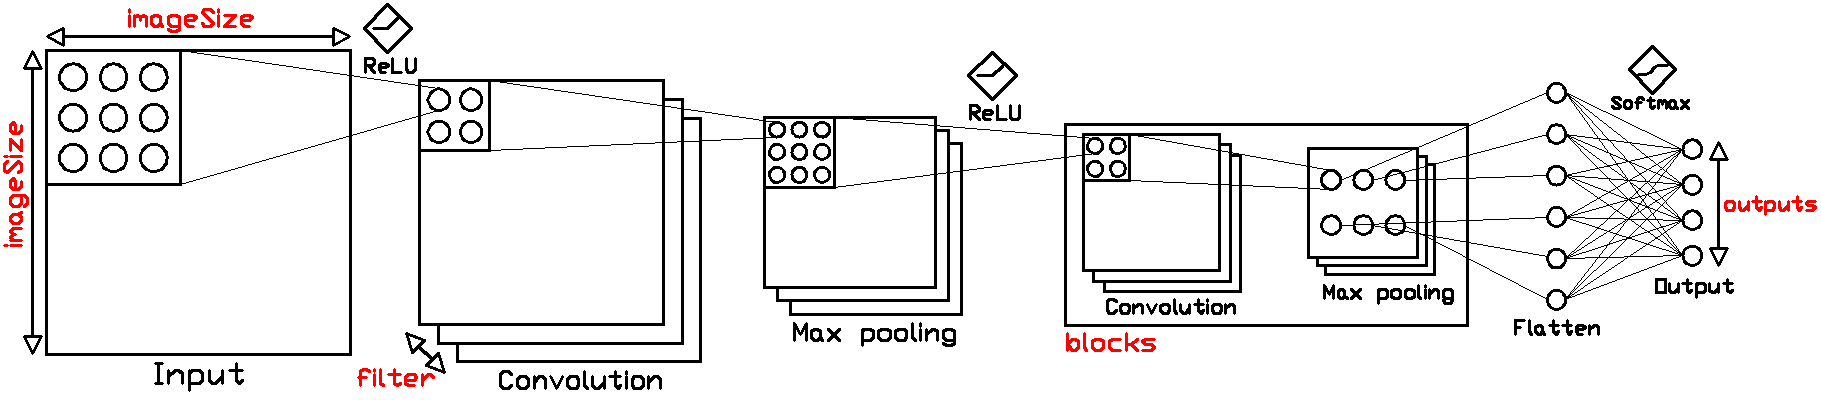 imageSize
imageSize
Input
ReLU
filter
Convolution
Max pooling
ReLU
Convolution
Max pooling
blocks
Flatten
Softmax
outputs
Output